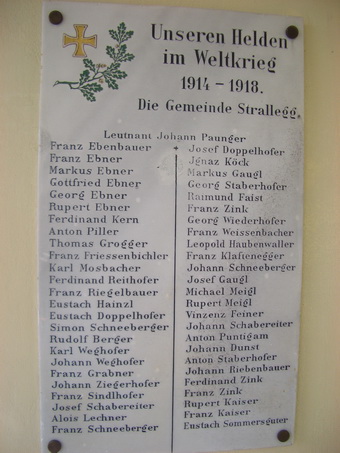 Unseren Helden
im Weltkrieg
1914 – 1918.
Die Gemeinde Strallegg.
Leutnant Johann Paunger
Franz Ebenbauer
Franz Ebner
Markus Ebner
Gottfried Ebner
Georg Ebner
Rupert Ebner
Ferdinand Kern
Anton Piller
Thomas Grogger
Franz Friessenbichler
Karl Mosbacher
Ferdinand Reithofer
Franz Riegelbauer
Eustach Hainzl
Eustach Doppelhofer
Simon Schneeberger
Rudolf Berger
Karl Weghofer
Johann Weghofer
Franz Grabner
Johann Ziegerhofer
Franz Sindlhofer
Josef Schabereiter
Alois Lechner
Franz Schneeberger
Josef Doppelhofer
Jgnaz Köck
Markus Gaugl
Georg Staberhofer
Raimund Faist
Franz Zink
Georg Wiederhofer
Franz Weissenbacher
Leopold Haubenwaller
Franz Klafienegger
Johann Schneeberger
Josef Gaugl
Michael Meigl
Rupert Meigl
Vinzenz Feiner
Johann Schabereiter
Anton Puntigam
Johann Dunst
Anton Staberhofer
Johann Riebenbauer
Ferdinand Zink
Franz Zink
Rupert Kaiser
Franz Kaiser
Eustach Sommersguter